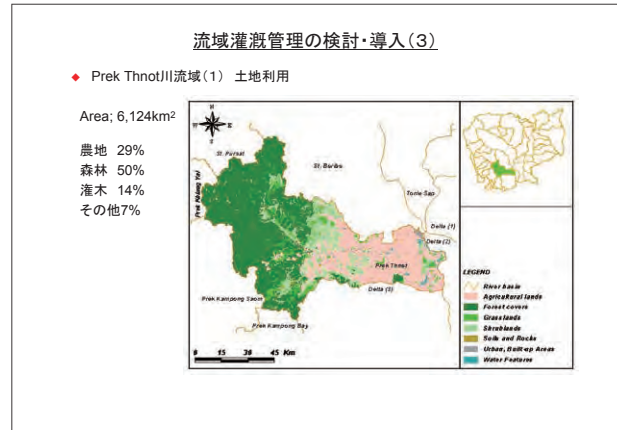 流域灌漑管理の検討・導入(3)
◆ Prek Thnot川流域(1) 土地利用
Area; 6,124km²
農地 29%
森林 50%
潅木 14%
その他7%
N
W E
S
St. Pursat
St. Boribo
Tonle Sap
Delta (1)
Delta (2)
Prek Thnot
Delta (3)
Prek Kampong Saom
Prek Kampong Bay
0 15 30 45 Km
LEGEND
River basin
Agricultural lands
Forest covers
Grasslands
Shrublands
Soils and Rocks
Urban, Built-up Areas
Water Features